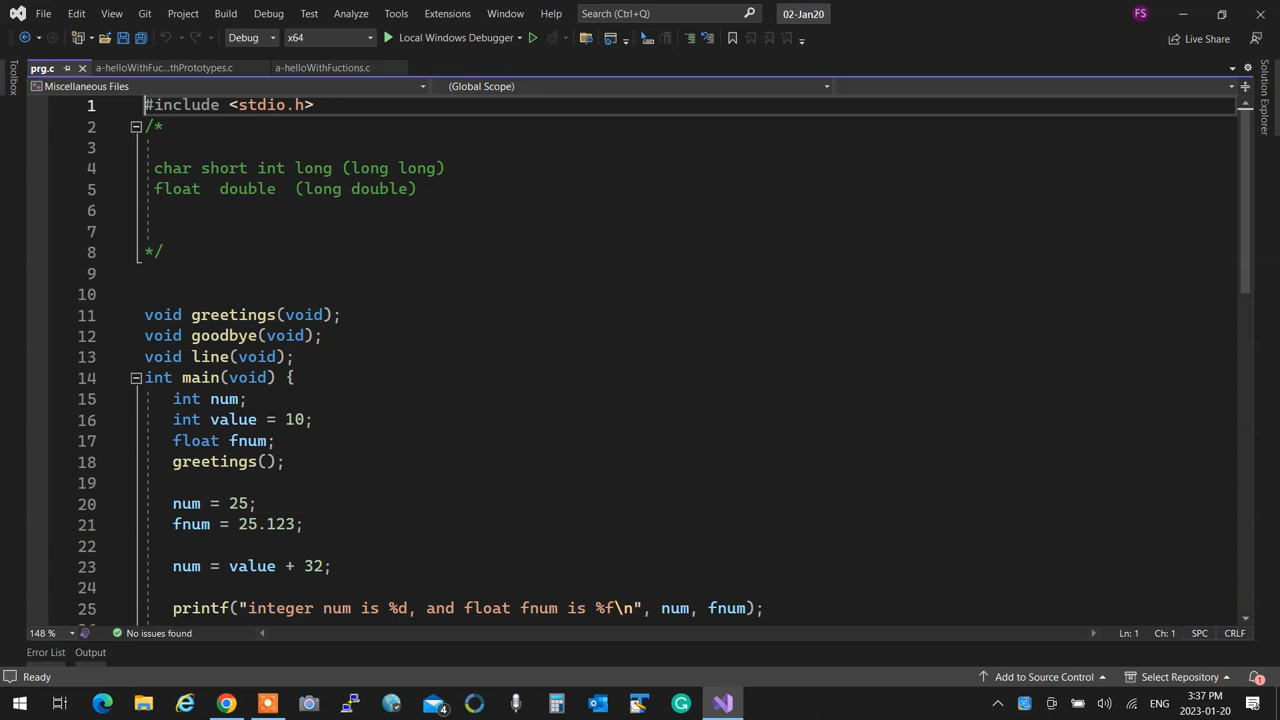 File Edit View Git Project Build Debug Test Analyze Tools Extensions Window Help Search (Ctrl+Q) 02-Jan20 FS
Debug x64 Local Windows Debugger Live Share
prg.c a-helloWithFuc...thPrototypes.c a-helloWithFuctions.c
Toolbox
Solution Explorer
Miscellaneous Files (Global Scope)
1 #include <stdio.h>
2 /*
3
4 char short int long (long long)
5 float  double  (long double)
6
7
8 */
9
10
11 void greetings(void);
12 void goodbye(void);
13 void line(void);
14 int main(void) {
15 int num;
16 int value = 10;
17 float fnum;
18 greetings();
19
20 num = 25;
21 fnum = 25.123;
22
23 num = value + 32;
24
25 printf("integer num is %d, and float fnum is %f\n", num, fnum);
148 % No issues found Ln: 1 Ch: 1 SPC CRLF
Error List Output
Ready Add to Source Control Select Repository 1
4 ENG 3:37 PM
2023-01-20